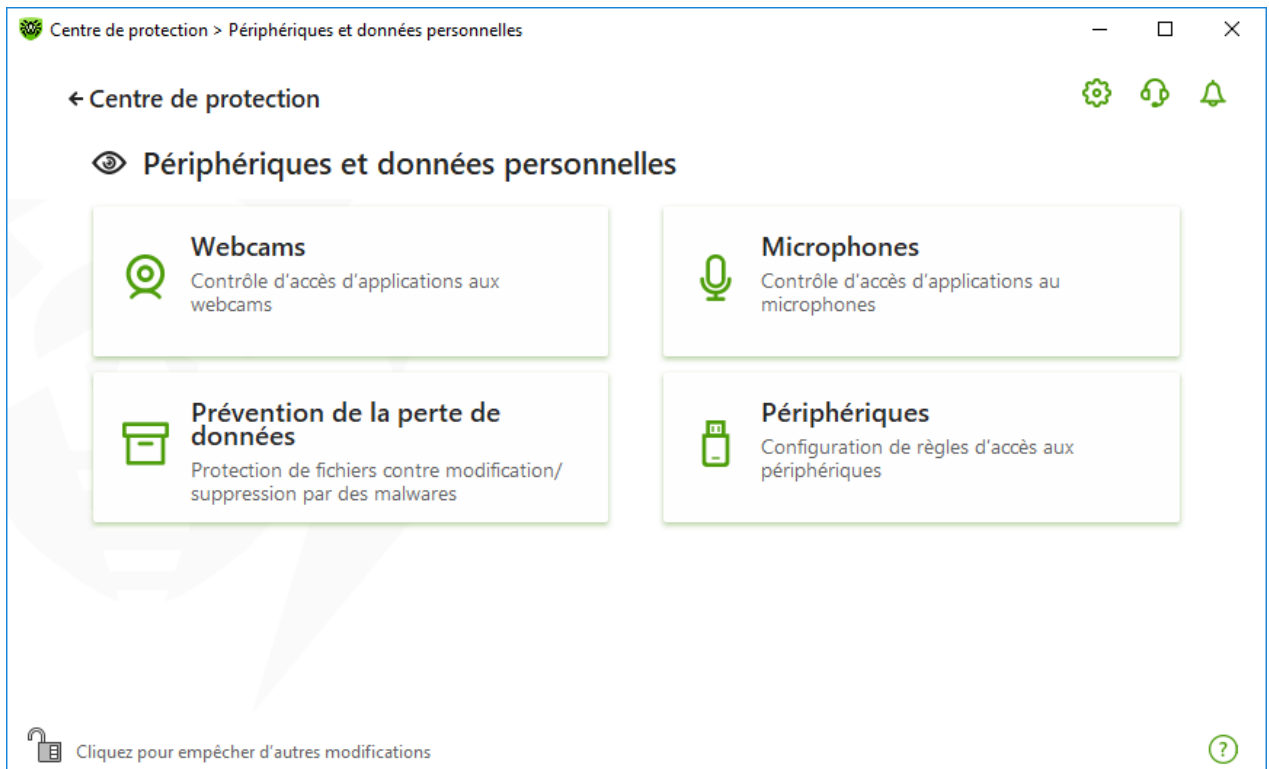 Centre de protection > Périphériques et données personnelles
Centre de protection
Périphériques et données personnelles
Webcams
Contrôle d'accès d'applications aux
webcams
Microphones
Contrôle d'accès d'applications au
microphones
Prévention de la perte de
données
Protection de fichiers contre modification/
suppression par des malwares
Périphériques
Configuration de règles d'accès aux
périphériques
Cliquez pour empêcher d'autres modifications
?